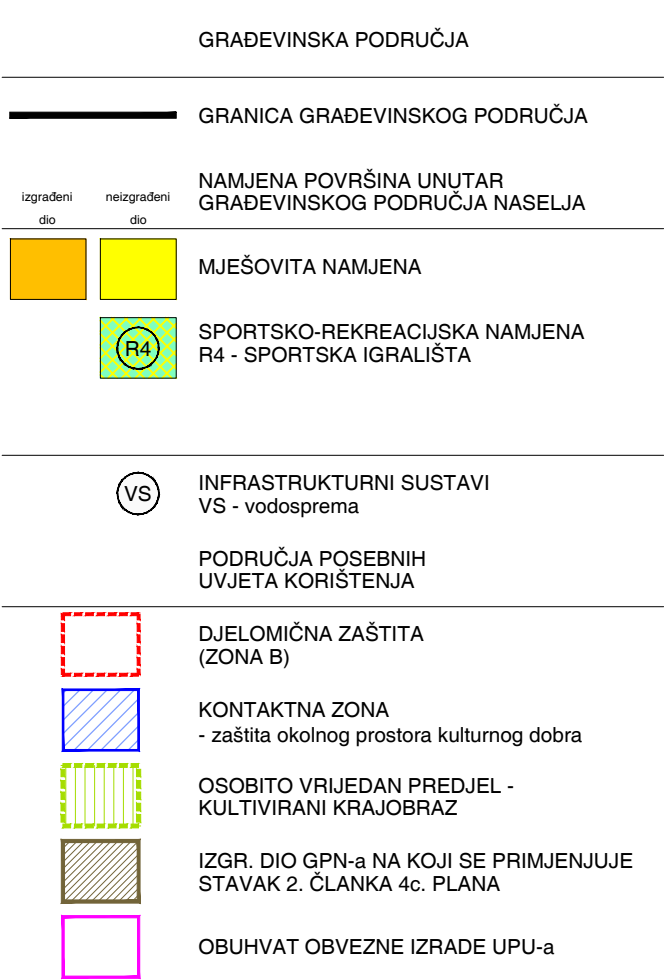 GRAĐEVINSKA PODRUČJA
GRANICA GRAĐEVINSKOG PODRUČJA
izgrađeni
dio
neizgrađeni
dio
NAMJENA POVRŠINA UNUTAR
GRAĐEVINSKOG PODRUČJA NASELJA
MJEŠOVITA NAMJENA
R4
SPORTSKO-REKREACIJSKA NAMJENA
R4 - SPORTSKA IGRALIŠTA
VS
INFRASTRUKTURNI SUSTAVI
VS - vodosprema
PODRUČJA POSEBNIH
UVJETA KORIŠTENJA
DJELOMIČNA ZAŠTITA
(ZONA B)
KONTAKTNA ZONA
- zaštita okolnog prostora kulturnog dobra
OSOBITO VRIJEDAN PREDJEL -
KULTIVIRANI KRAJOBRAZ
IZGR. DIO GPN-a NA KOJI SE PRIMJENJUJE
STAVAK 2. ČLANKA 4c. PLANA
OBUHVAT OBVEZNE IZRADE UPU-a